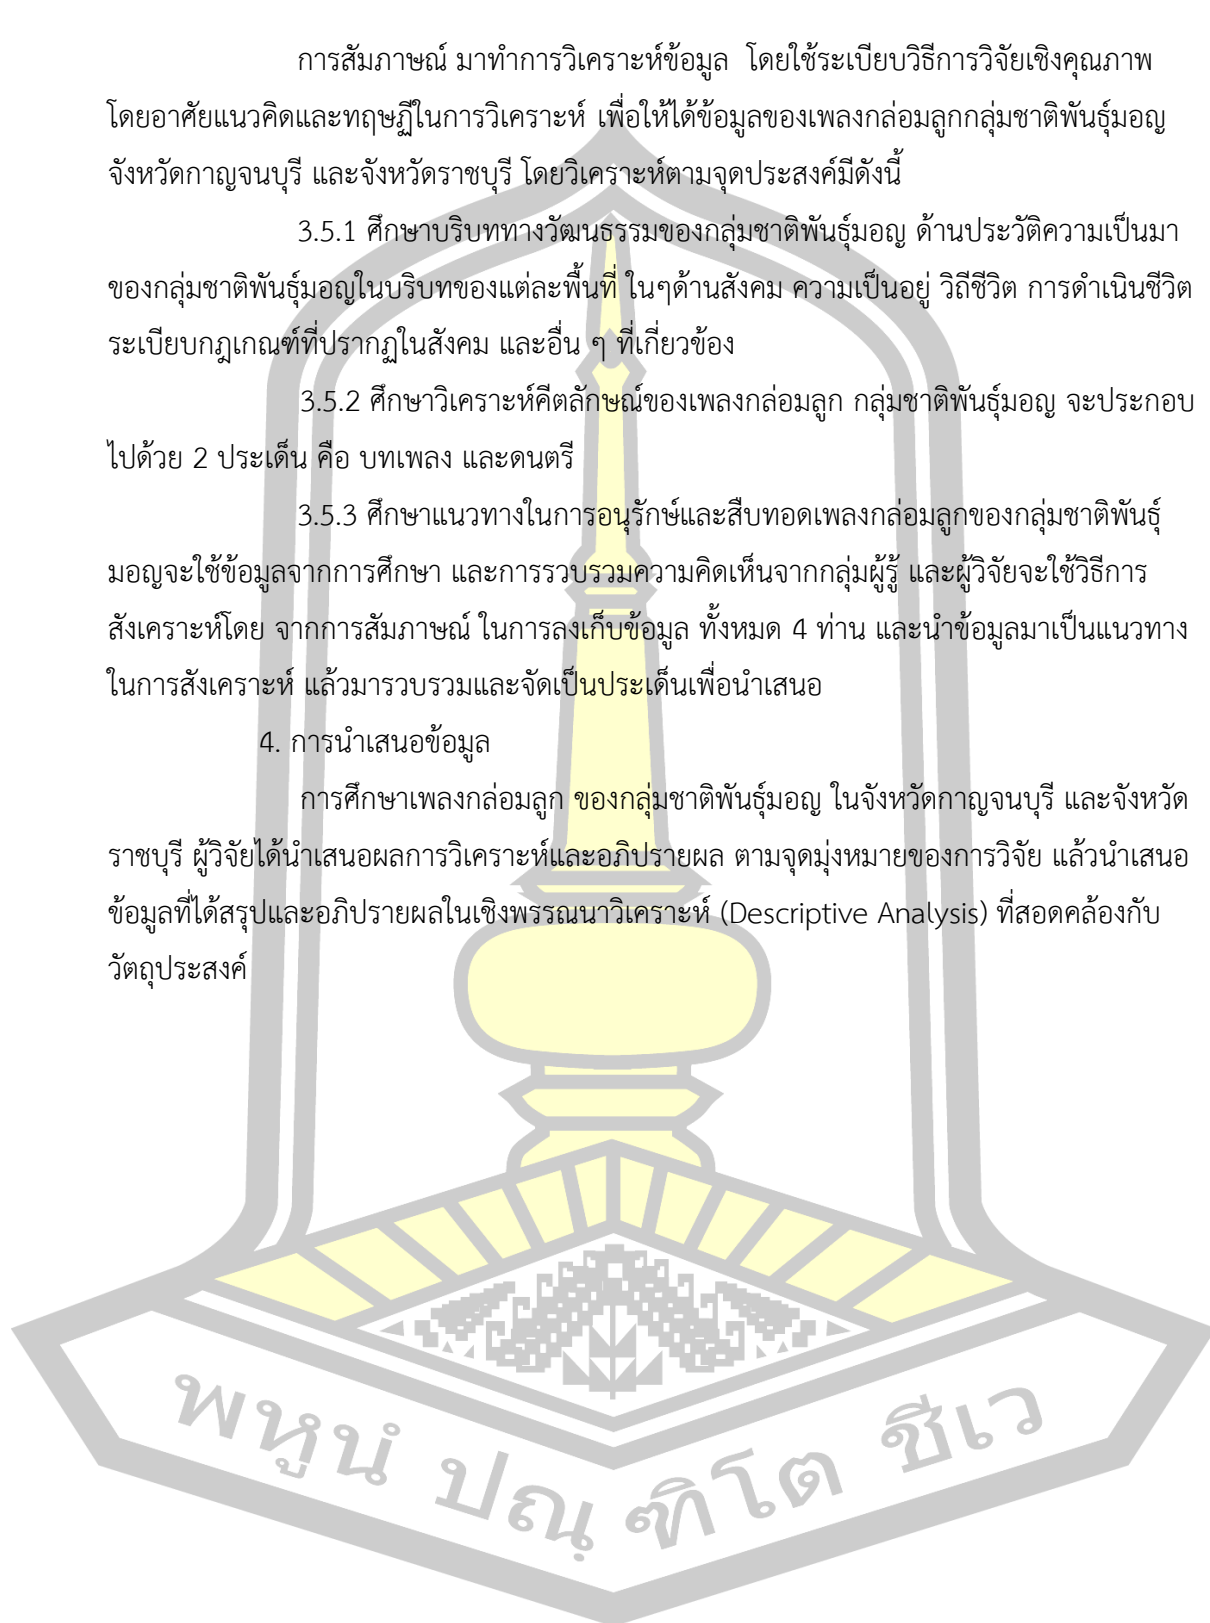 การสัมภาษณ์ มาทำการวิเคราะห์ข้อมูล  โดยใช้ระเบียบวิธีการวิจัยเชิงคุณภาพ
โดยอาศัยแนวคิดและทฤษฎีในการวิเคราะห์ เพื่อให้ได้ข้อมูลของเพลงกล่อมลูกกลุ่มชาติพันธุ์มอญ
จังหวัดกาญจนบุรี และจังหวัดราชบุรี โดยวิเคราะห์ตามจุดประสงค์มีดังนี้
3.5.1 ศึกษาบริบททางวัฒนธรรมของกลุ่มชาติพันธุ์มอญ ด้านประวัติความเป็นมา
ของกลุ่มชาติพันธุ์มอญในบริบทของแต่ละพื้นที่ ในๆด้านสังคม ความเป็นอยู่ วิถีชีวิต การดำเนินชีวิต
ระเบียบกฎเกณฑ์ที่ปรากฏในสังคม และอื่น ๆ ที่เกี่ยวข้อง
3.5.2 ศึกษาวิเคราะห์คีตลักษณ์ของเพลงกล่อมลูก กลุ่มชาติพันธุ์มอญ จะประกอบ
ไปด้วย 2 ประเด็น คือ บทเพลง และดนตรี
3.5.3 ศึกษาแนวทางในการอนุรักษ์และสืบทอดเพลงกล่อมลูกของกลุ่มชาติพันธุ์
มอญจะใช้ข้อมูลจากการศึกษา และการรวบรวมความคิดเห็นจากกลุ่มผู้รู้ และผู้วิจัยจะใช้วิธีการ
สังเคราะห์โดย จากการสัมภาษณ์ ในการลงเก็บข้อมูล ทั้งหมด 4 ท่าน และนำข้อมูลมาเป็นแนวทาง
ในการสังเคราะห์ แล้วมารวบรวมและจัดเป็นประเด็นเพื่อนำเสนอ
4. การนำเสนอข้อมูล
การศึกษาเพลงกล่อมลูก ของกลุ่มชาติพันธุ์มอญ ในจังหวัดกาญจนบุรี และจังหวัด
ราชบุรี ผู้วิจัยได้นำเสนอผลการวิเคราะห์และอภิปรายผล ตามจุดมุ่งหมายของการวิจัย แล้วนำเสนอ
ข้อมูลที่ได้สรุปและอภิปรายผลในเชิงพรรณนาวิเคราะห์ (Descriptive Analysis) ที่สอดคล้องกับ
วัตถุประสงค์
พหูนํ ปณฺ ฑิโต ชีเว